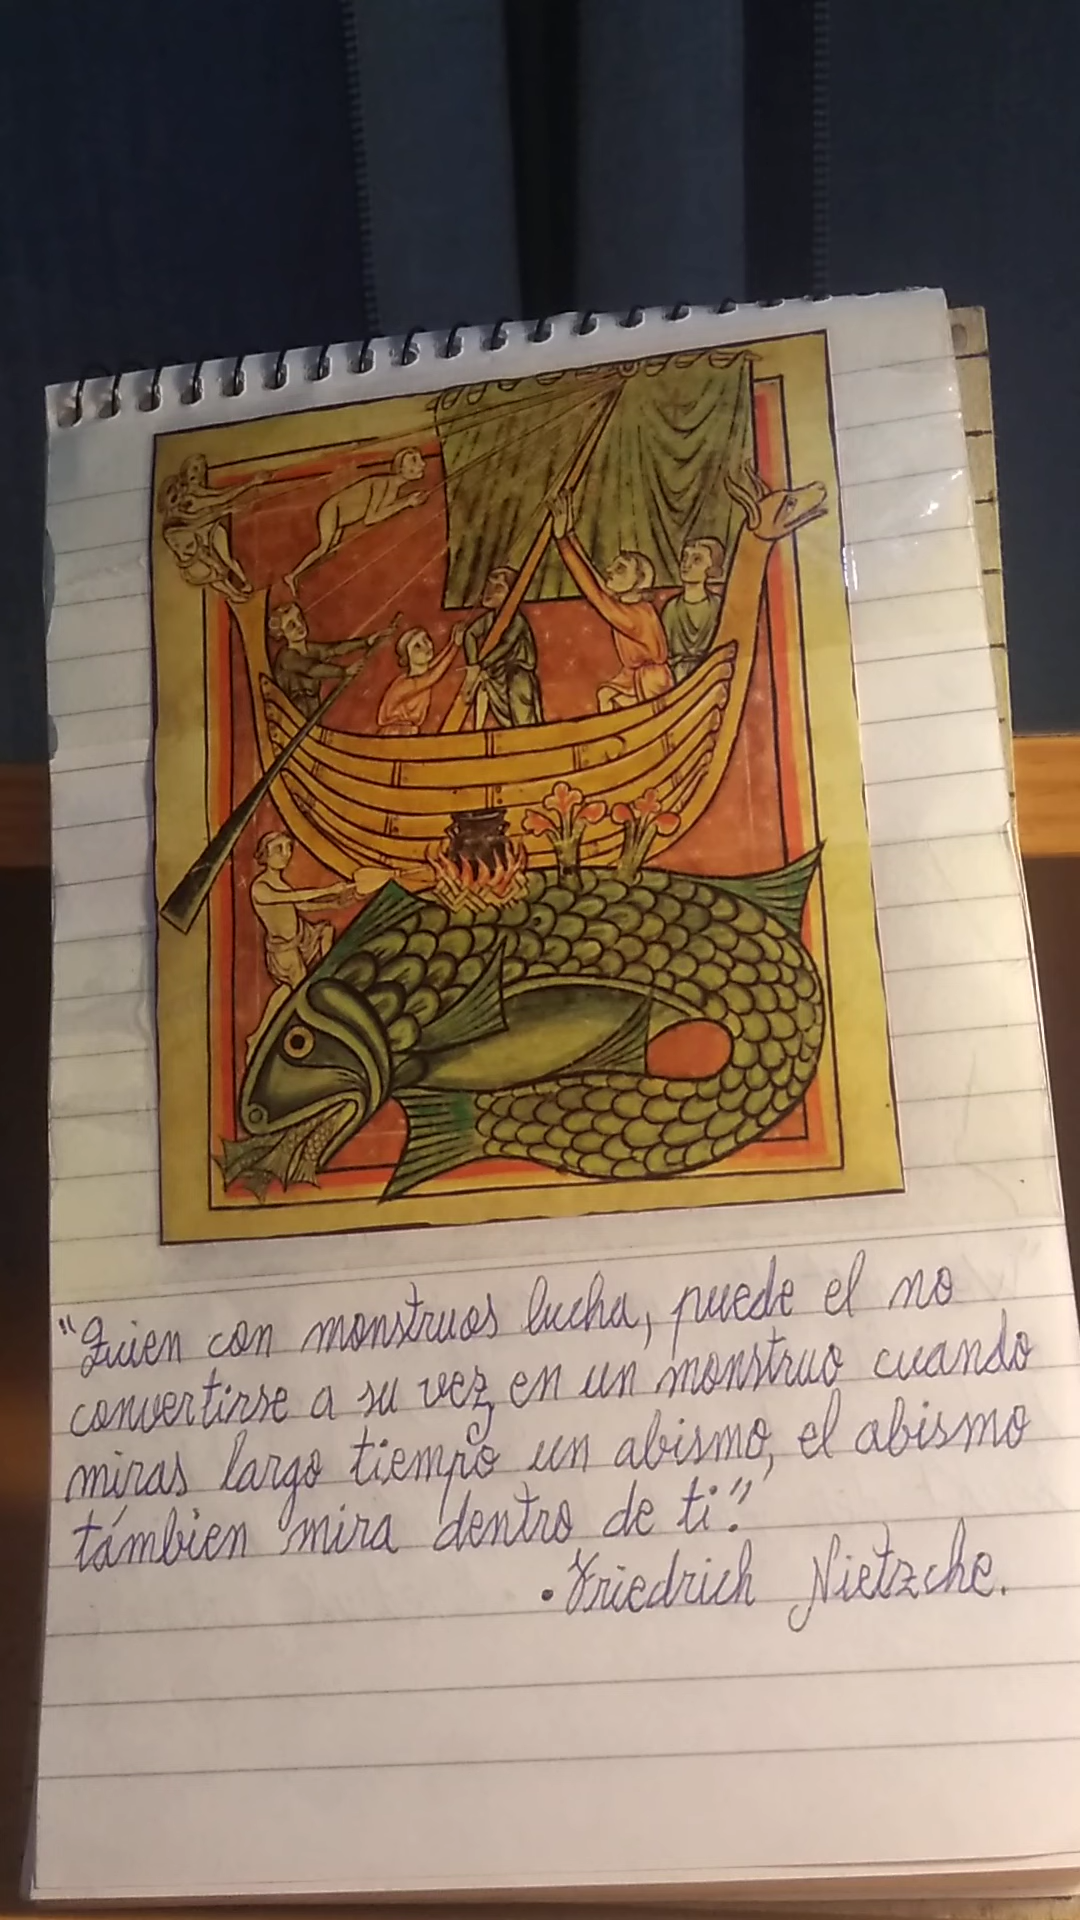 "Quien con monstruos lucha, puede el no
convertirse a su vez, en un monstruo cuando
miras largo tiempo un abismo, el abismo
támbien mira dentro de ti."
• Friedrich Nietzche.